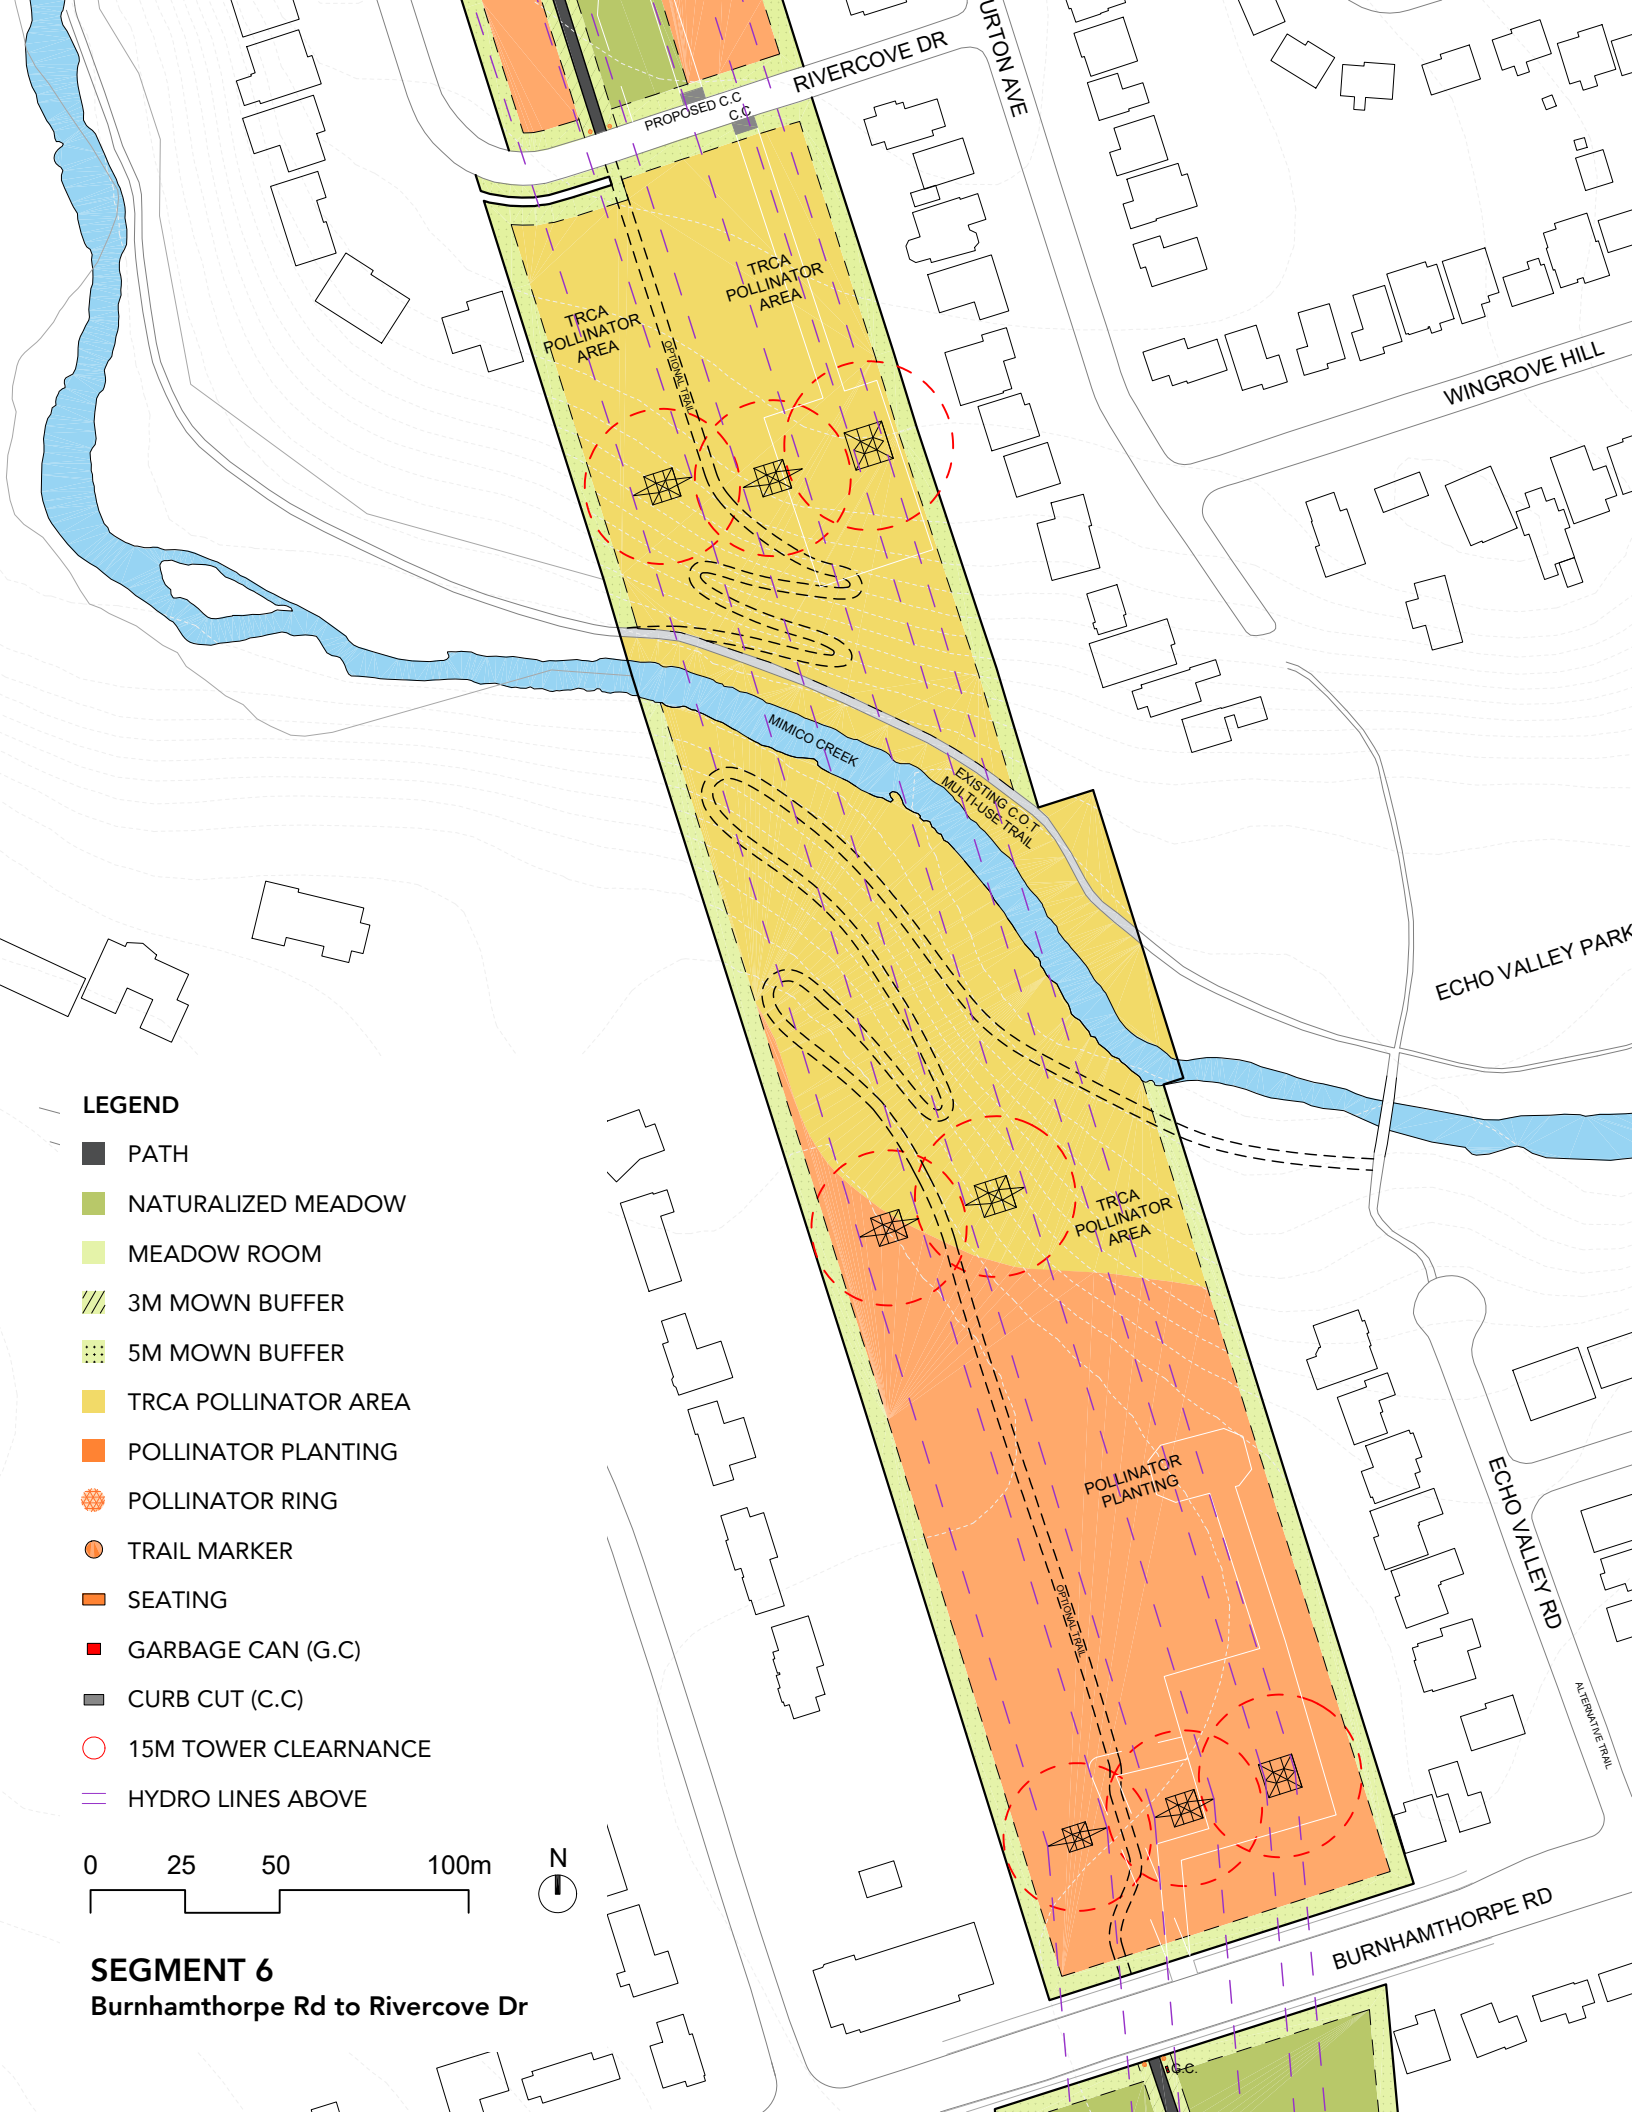 RIVERCOVE DR
URTON AVE
PROPOSED C.C
C.C
TRCA
POLLINATOR
AREA
TRCA
POLLINATOR
AREA
OPTIONAL TRAIL
WINGROVE HILL
MIMICO CREEK
EXISTING C.O.T
MULTI-USE TRAIL
ECHO VALLEY PARK
TRCA
POLLINATOR
AREA
POLLINATOR
PLANTING
OPTIONAL TRAIL
ECHO VALLEY RD
ALTERNATIVE TRAIL
BURNHAMTHORPE RD
G.C.
LEGEND
PATH
NATURALIZED MEADOW
MEADOW ROOM
3M MOWN BUFFER
5M MOWN BUFFER
TRCA POLLINATOR AREA
POLLINATOR PLANTING
POLLINATOR RING
TRAIL MARKER
SEATING
GARBAGE CAN (G.C)
CURB CUT (C.C)
15M TOWER CLEARNANCE
HYDRO LINES ABOVE
0 25 50 100m
N
SEGMENT 6
Burnhamthorpe Rd to Rivercove Dr